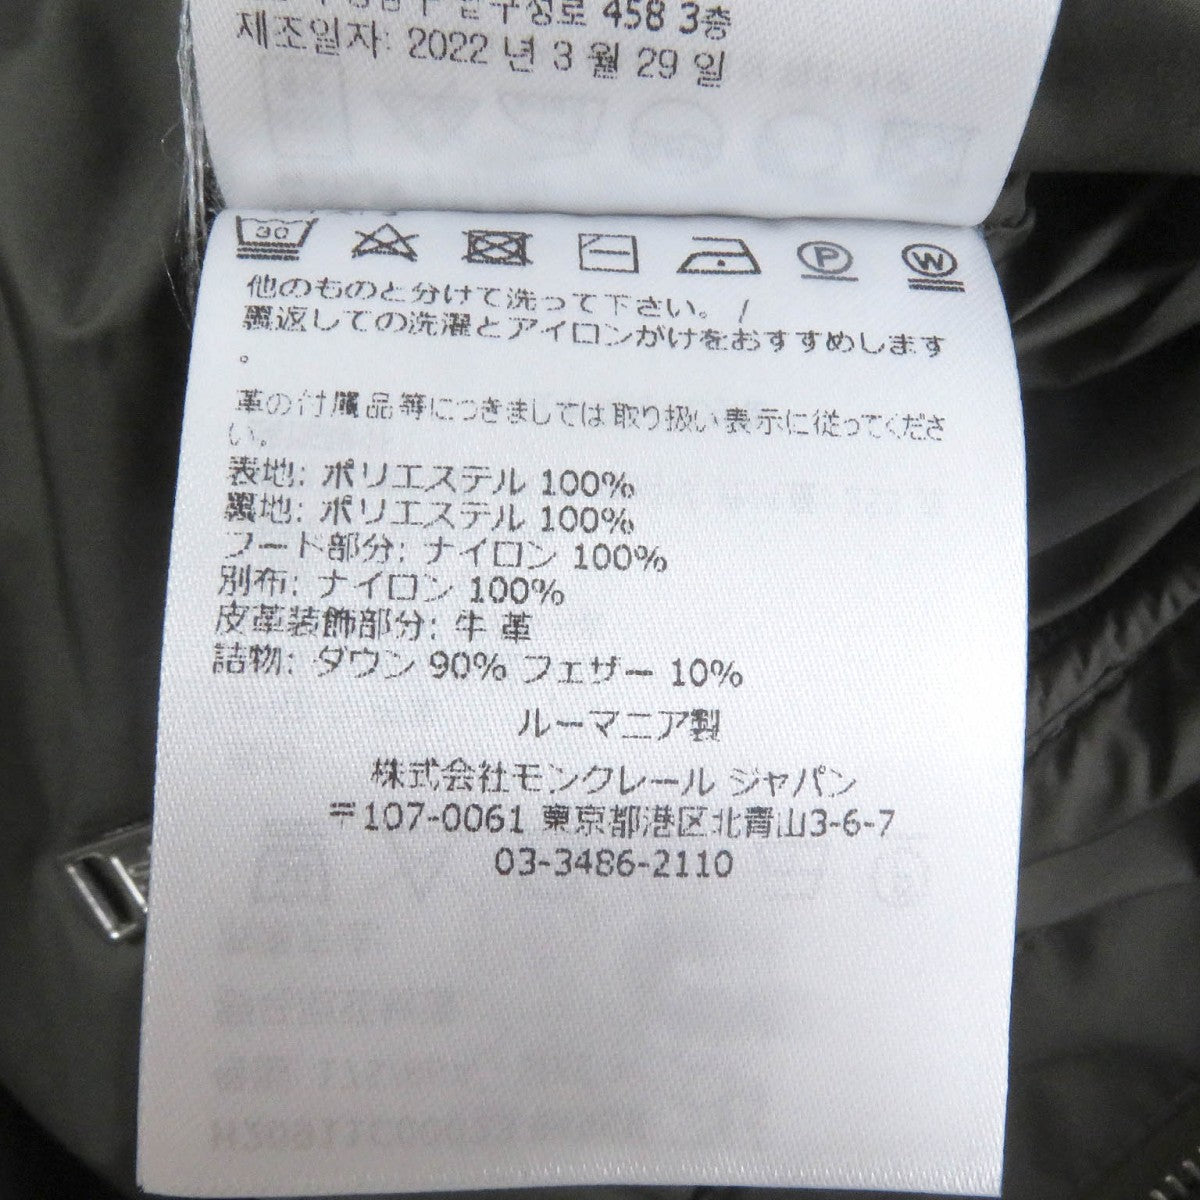 458 3층
제조일자: 2022 년 3 월 29 일
30
P
W
他のものと分けて洗って下さい。 /
裏返しての洗濯とアイロンがけをおすすめします
。
革の付属品等につきましては取り扱い表示に従ってくださ
い。
表地: ポリエステル 100%
裏地: ポリエステル 100%
フード部分: ナイロン 100%
別布: ナイロン 100%
皮革装飾部分: 牛 革
詰物: ダウン 90% フェザー 10%
ルーマニア製
株式会社モンクレール ジャパン
〒107-0061 東京都港区北青山3-6-7
03-3486-2110